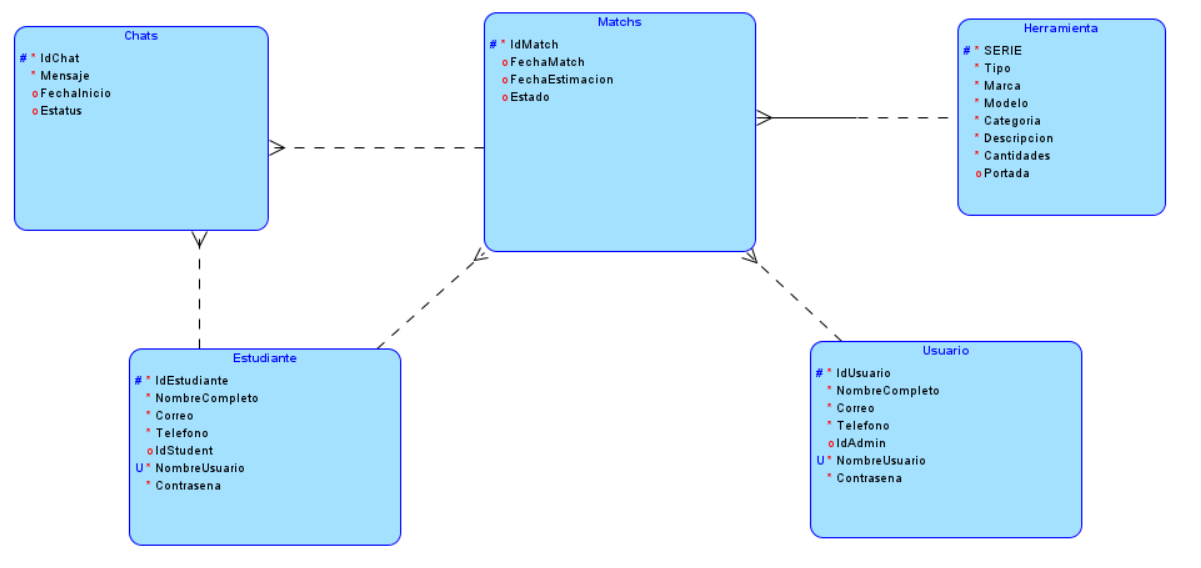 Chats
# * IdChat
* Mensaje
o FechaInicio
o Estatus
Matchs
# * IdMatch
o FechaMatch
o FechaEstimacion
o Estado
Herramienta
# * SERIE
* Tipo
* Marca
* Modelo
* Categoria
* Descripcion
* Cantidades
o Portada
Estudiante
# * IdEstudiante
* NombreCompleto
* Correo
* Telefono
o IdStudent
U * NombreUsuario
* Contrasena
Usuario
# * IdUsuario
* NombreCompleto
* Correo
* Telefono
o IdAdmin
U * NombreUsuario
* Contrasena